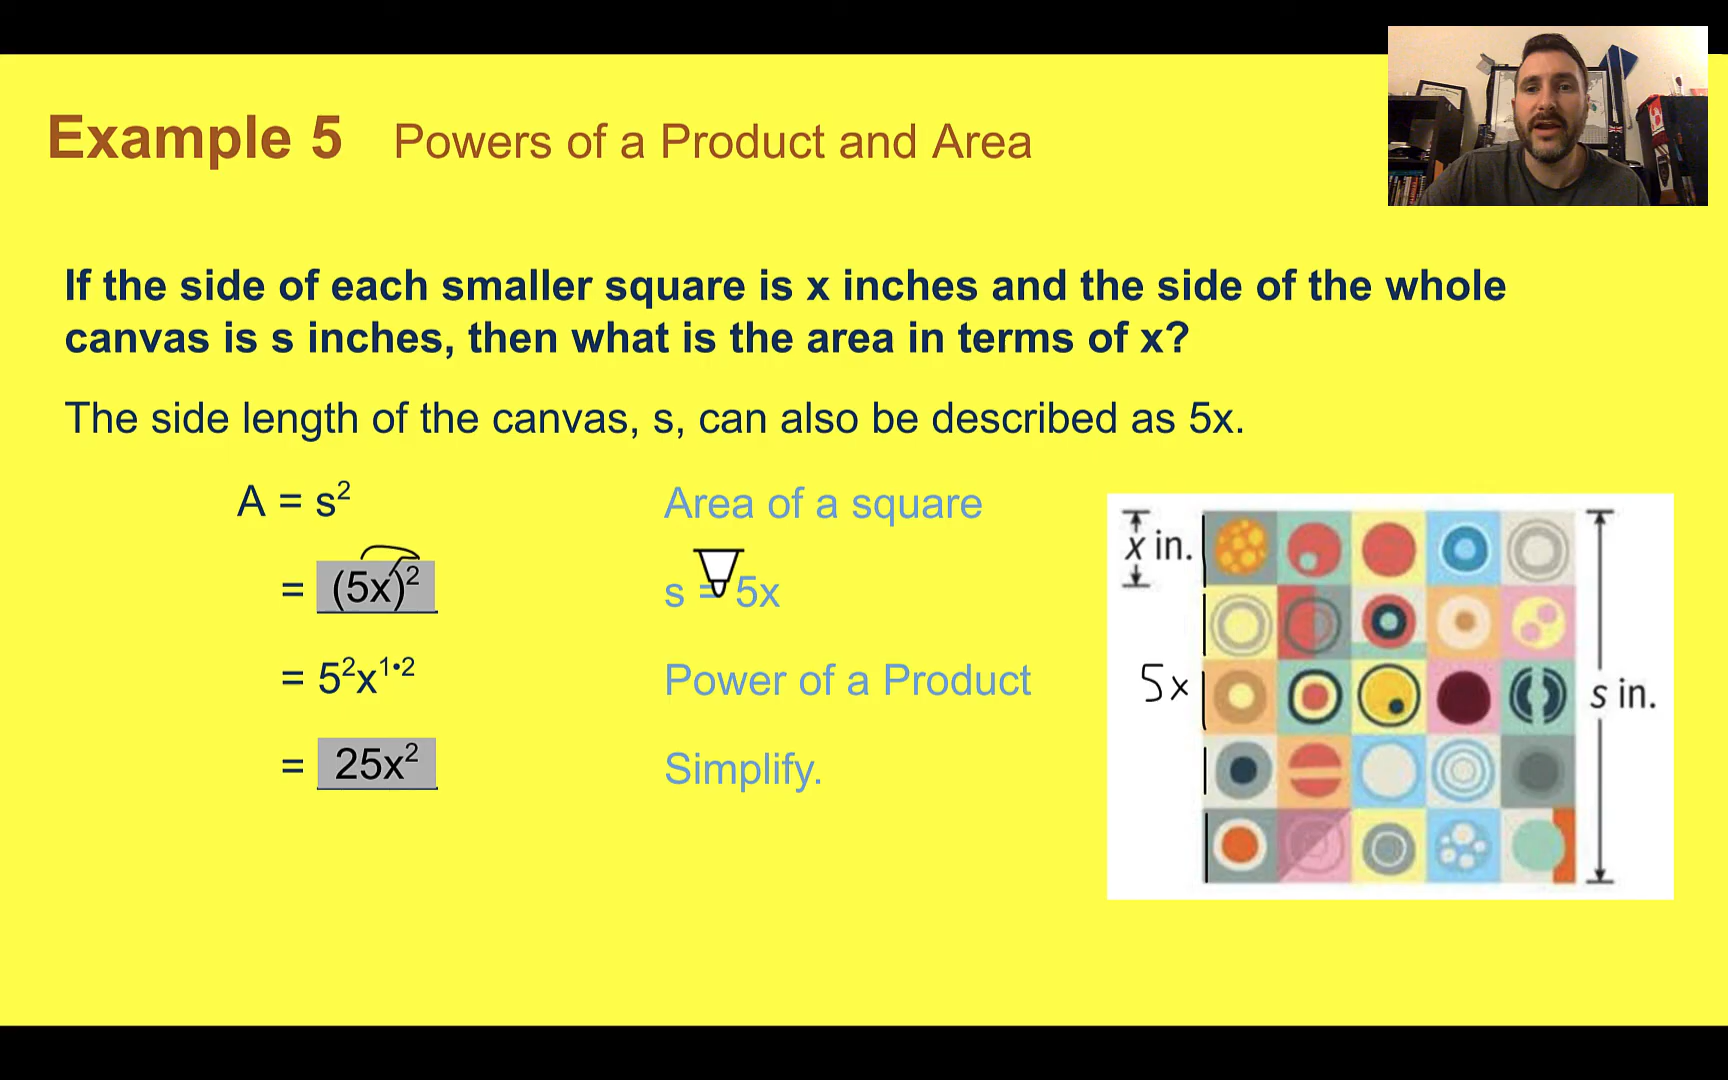 Example 5 Powers of a Product and Area
If the side of each smaller square is x inches and the side of the whole
canvas is s inches, then what is the area in terms of x?
The side length of the canvas, s, can also be described as 5x.
A = s² Area of a square
= (5x)² s = 5x
= 5²x¹•² Power of a Product
= 25x² Simplify.
x in.
5x
s in.